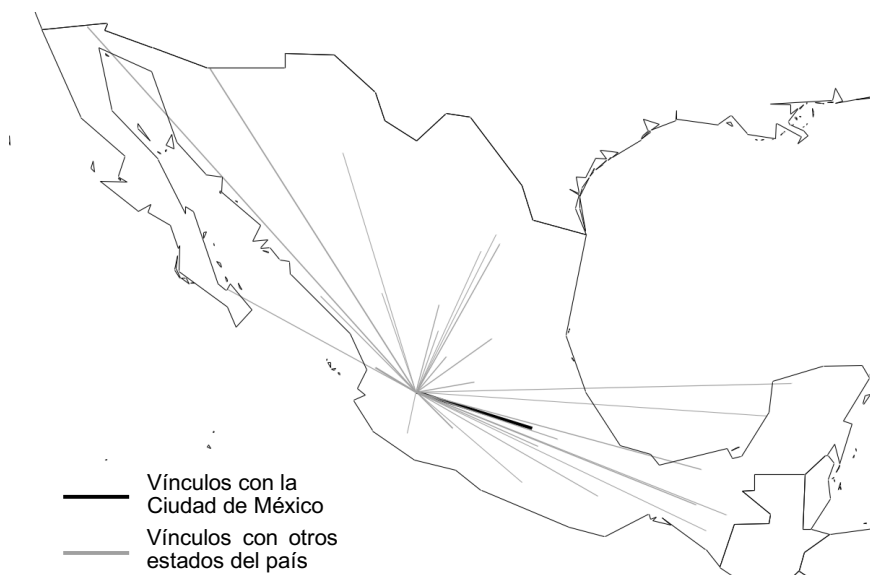 Vínculos con la
Ciudad de México
Vínculos con otros
estados del país